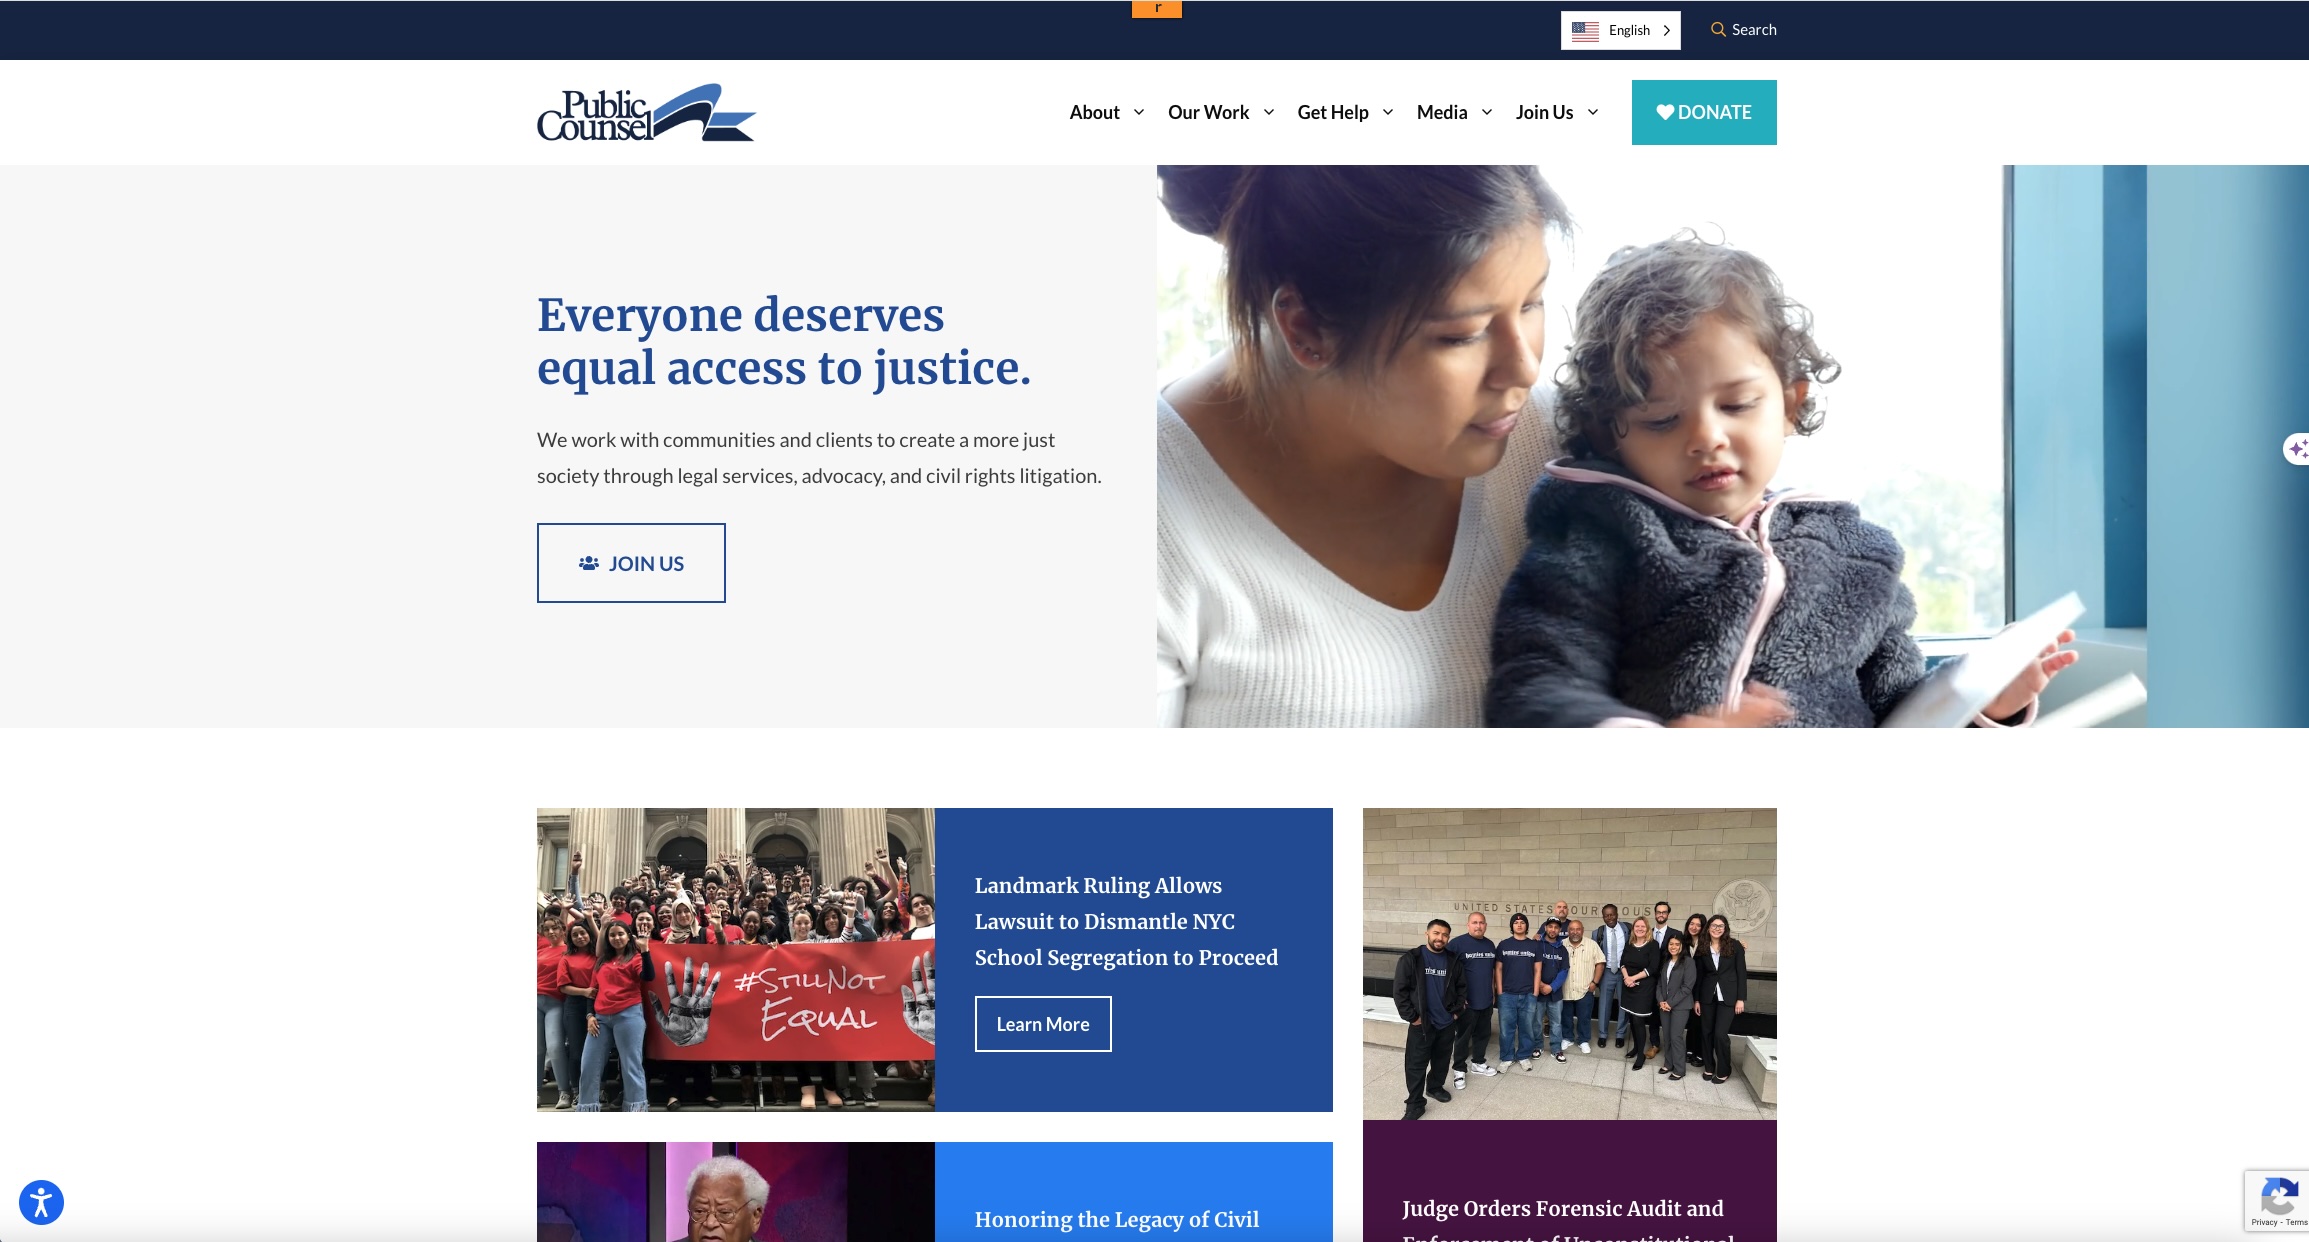 r
English
Search
Public
Counsel
About
Our Work
Get Help
Media
Join Us
DONATE
Everyone deserves
equal access to justice.
We work with communities and clients to create a more just
society through legal services, advocacy, and civil rights litigation.
JOIN US
#STILLNOT
EQUAL
Landmark Ruling Allows
Lawsuit to Dismantle NYC
School Segregation to Proceed
Learn More
UNITED STATES COURTHOUSE
Honoring the Legacy of Civil
Judge Orders Forensic Audit and
Enforcement of Unconstitutional
Privacy - Terms